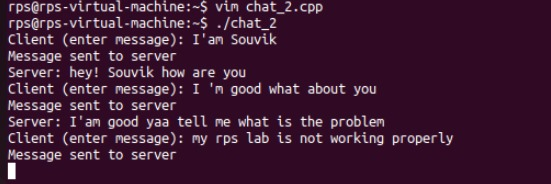 rps@rps-virtual-machine:~$ vim chat_2.cpp
rps@rps-virtual-machine:~$ ./chat_2
Client (enter message): I'am Souvik
Message sent to server
Server: hey! Souvik how are you
Client (enter message): I 'm good what about you
Message sent to server
Server: I'am good yaa tell me what is the problem
Client (enter message): my rps lab is not working properly
Message sent to server